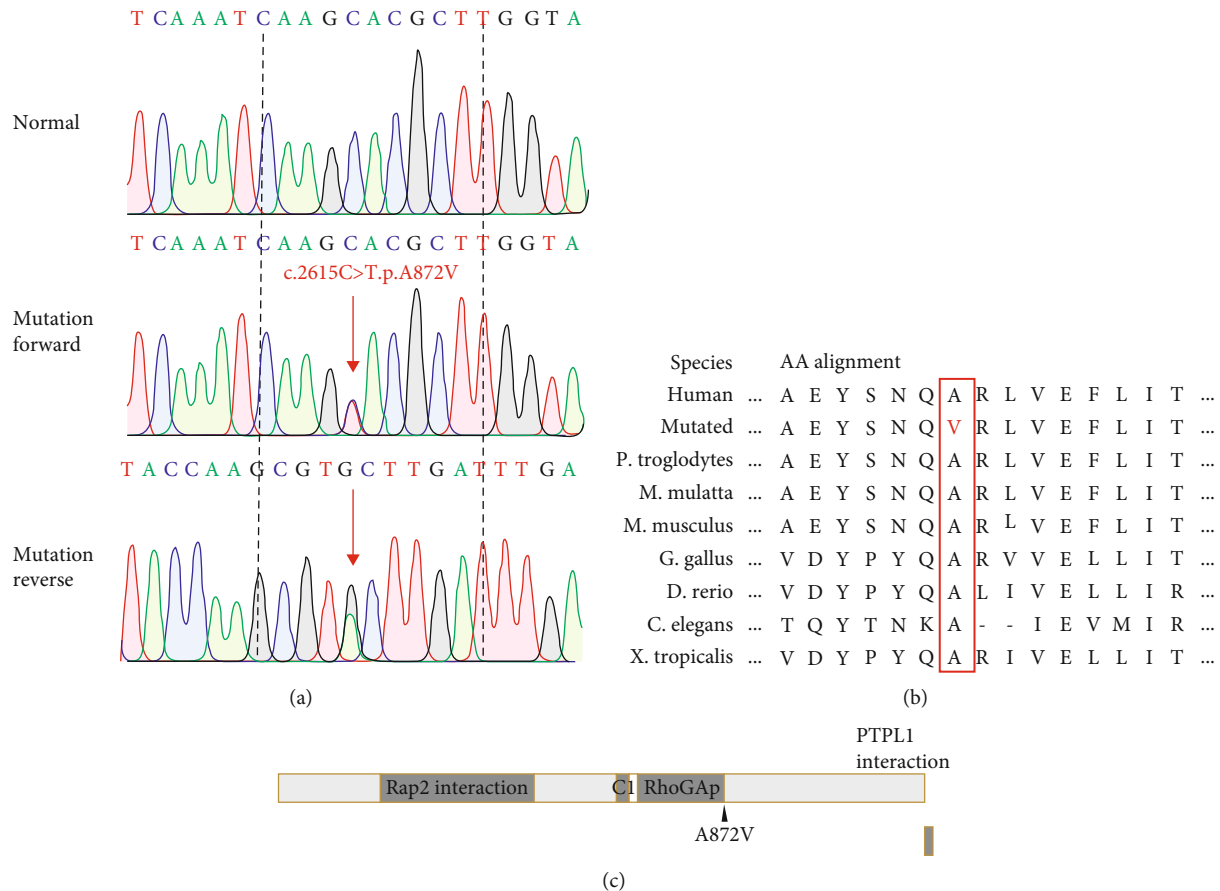 T C A A A T C A A G C A C G C T T G G T A
Normal
T C A A A T C A A G C A C G C T T G G T A
c.2615C>T.p.A872V
Mutation
forward
T A C C A A G C G T G C T T G A T T T G A
Mutation
reverse
(a)
Species AA alignment
Human ... A E Y S N Q A R L V E F L I T ...
Mutated ... A E Y S N Q V R L V E F L I T ...
P. troglodytes ... A E Y S N Q A R L V E F L I T ...
M. mulatta ... A E Y S N Q A R L V E F L I T ...
M. musculus ... A E Y S N Q A R L V E F L I T ...
G. gallus ... V D Y P Y Q A R V V E L L I T ...
D. rerio ... V D Y P Y Q A L I V E L L I R ...
C. elegans ... T Q Y T N K A - - I E V M I R ...
X. tropicalis ... V D Y P Y Q A R I V E L L I T ...
(b)
PTPL1
interaction
Rap2 interaction C1 RhoGAp
A872V
(c)